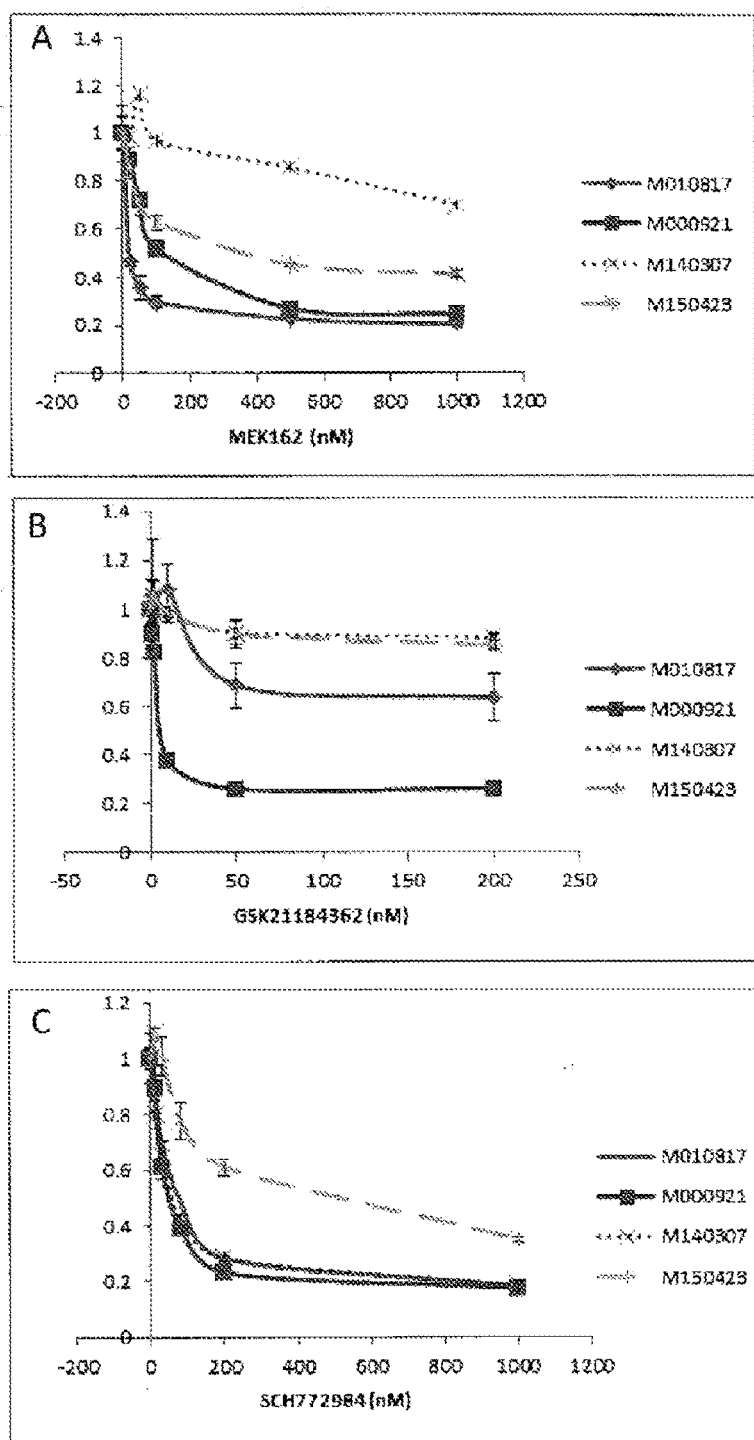 A
1.4
1.2
1
0.8
0.6
0.4
0.2
0
-200 0 200 400 600 800 1000 1200
MEK162 (nM)
M010817
M000921
M140307
M150423
B
1.4
1.2
1
0.8
0.6
0.4
0.2
0
-50 0 50 100 150 200 250
GSK21184362 (nM)
M010817
M000921
M140307
M150423
C
1.2
1
0.8
0.6
0.4
0.2
0
-200 0 200 400 600 800 1000 1200
SCH772984 (nM)
M010817
M000921
M140307
M150423